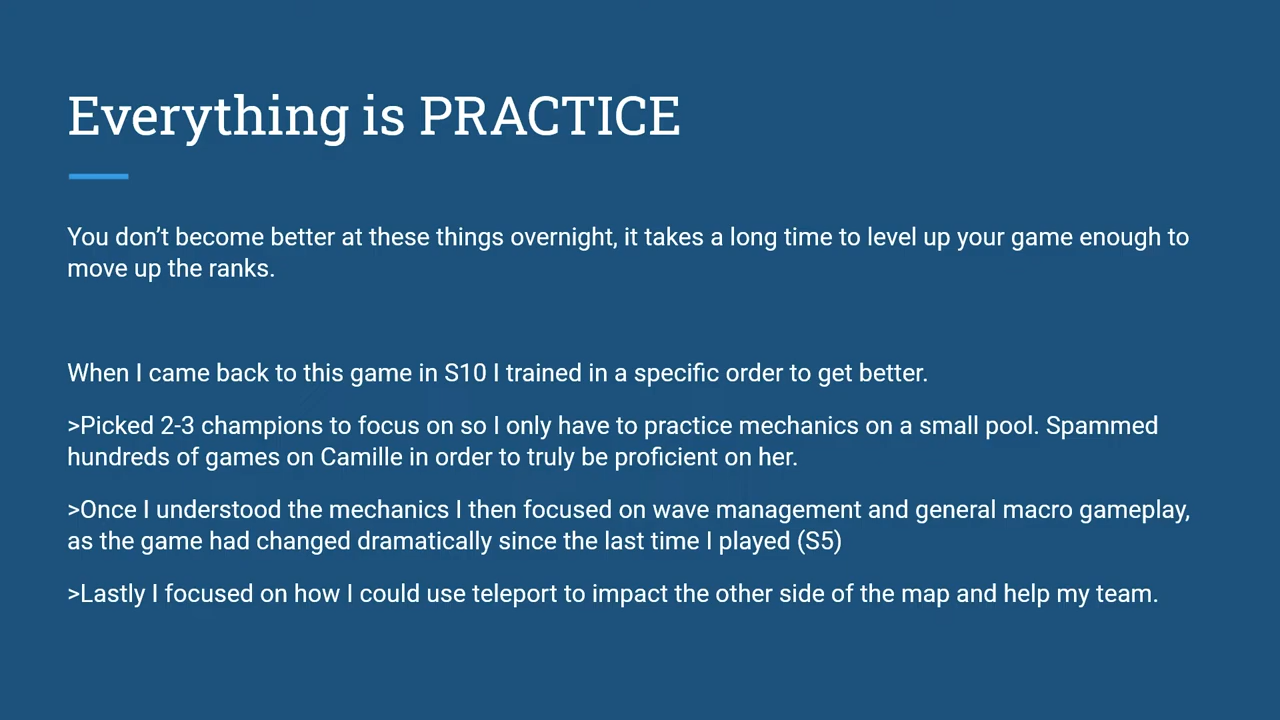 Everything is PRACTICE
You don’t become better at these things overnight, it takes a long time to level up your game enough to
move up the ranks.
When I came back to this game in S10 I trained in a specific order to get better.
>Picked 2-3 champions to focus on so I only have to practice mechanics on a small pool. Spammed
hundreds of games on Camille in order to truly be proficient on her.
>Once I understood the mechanics I then focused on wave management and general macro gameplay,
as the game had changed dramatically since the last time I played (S5)
>Lastly I focused on how I could use teleport to impact the other side of the map and help my team.